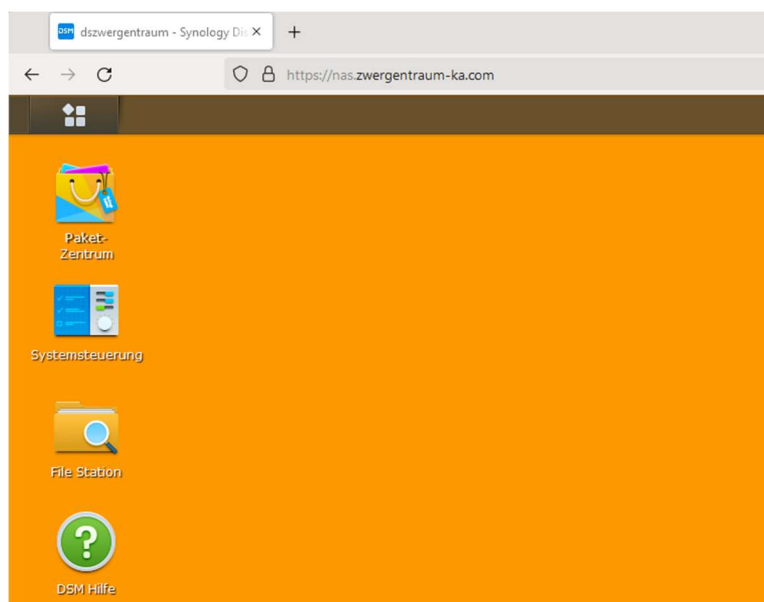 DSM dszwergentraum - Synology Dis
https://nas.zwergentraum-ka.com
Paket-
Zentrum
Systemsteuerung
File Station
DSM Hilfe